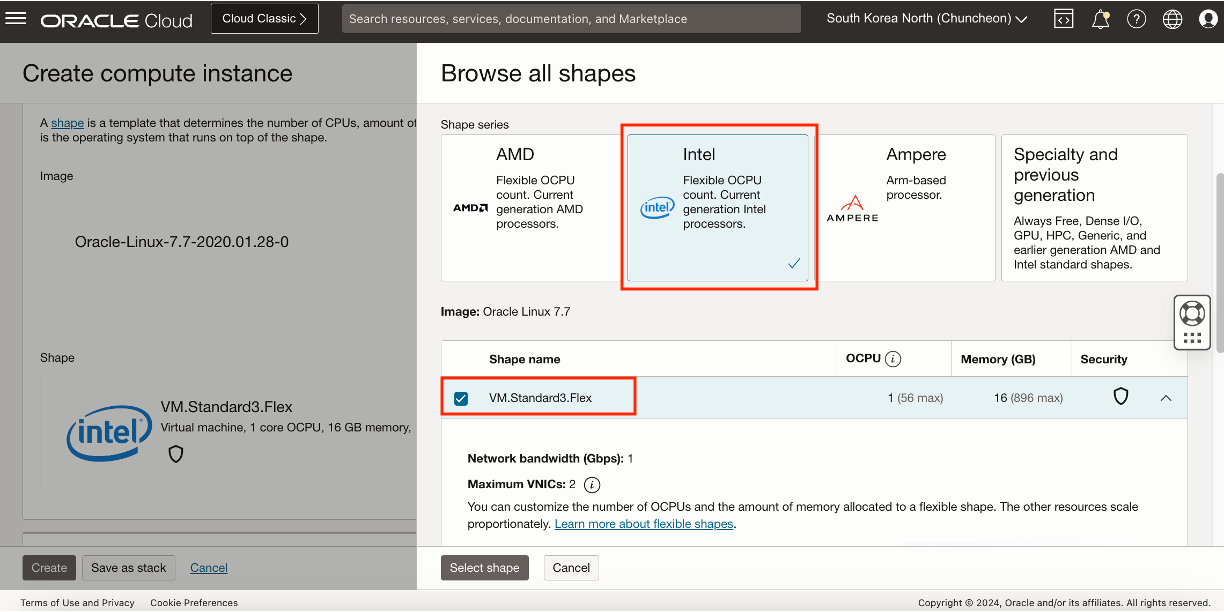 ORACLE Cloud
Cloud Classic >
Search resources, services, documentation, and Marketplace
South Korea North (Chuncheon)
Create compute instance
A shape is a template that determines the number of CPUs, amount of
is the operating system that runs on top of the shape.
Image
Oracle-Linux-7.7-2020.01.28-0
Shape
intel
VM.Standard3.Flex
Virtual machine, 1 core OCPU, 16 GB memory,
Create
Save as stack
Cancel
Browse all shapes
Shape series
AMD
AMD
Flexible OCPU
count. Current
generation AMD
processors.
Intel
intel
Flexible OCPU
count. Current
generation Intel
processors.
Ampere
AMPERE
Arm-based
processor.
Specialty and
previous
generation
Always Free, Dense I/O,
GPU, HPC, Generic, and
earlier generation AMD and
Intel standard shapes.
Image: Oracle Linux 7.7
Shape name
OCPU
Memory (GB)
Security
VM.Standard3.Flex
1 (56 max)
16 (896 max)
Network bandwidth (Gbps): 1
Maximum VNICs: 2
You can customize the number of OCPUs and the amount of memory allocated to a flexible shape. The other resources scale
proportionately. Learn more about flexible shapes.
Select shape
Cancel
Terms of Use and Privacy
Cookie Preferences
Copyright © 2024, Oracle and/or its affiliates. All rights reserved.